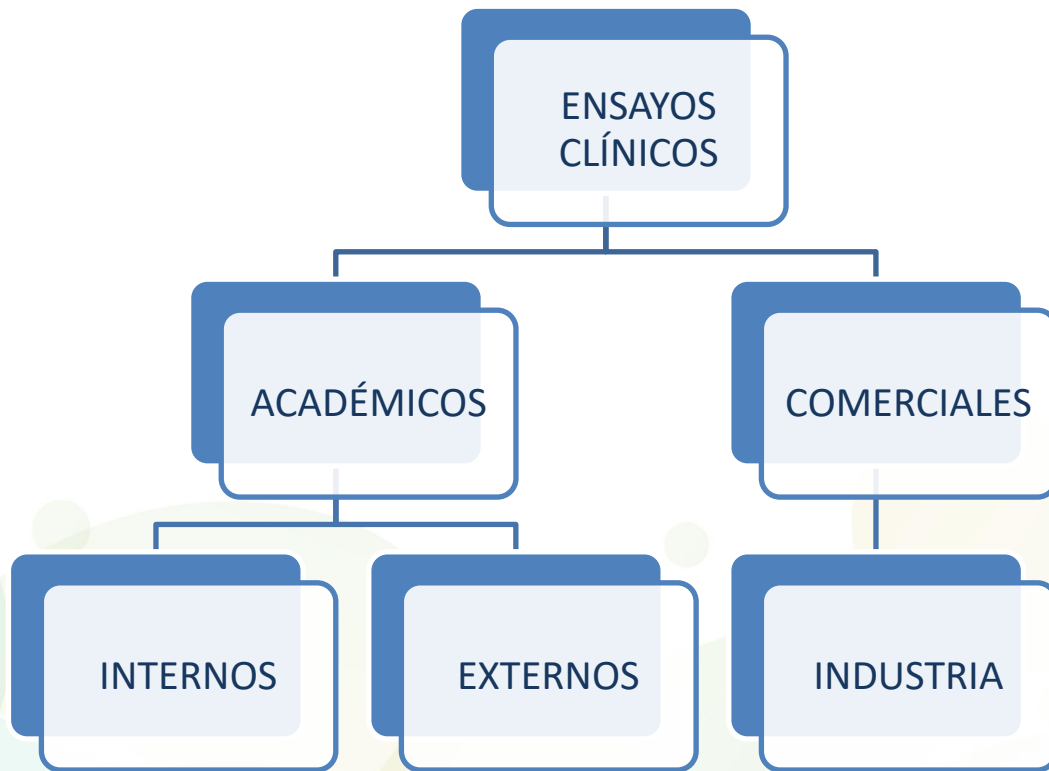 ENSAYOS
CLÍNICOS
ACADÉMICOS
COMERCIALES
INTERNOS
EXTERNOS
INDUSTRIA